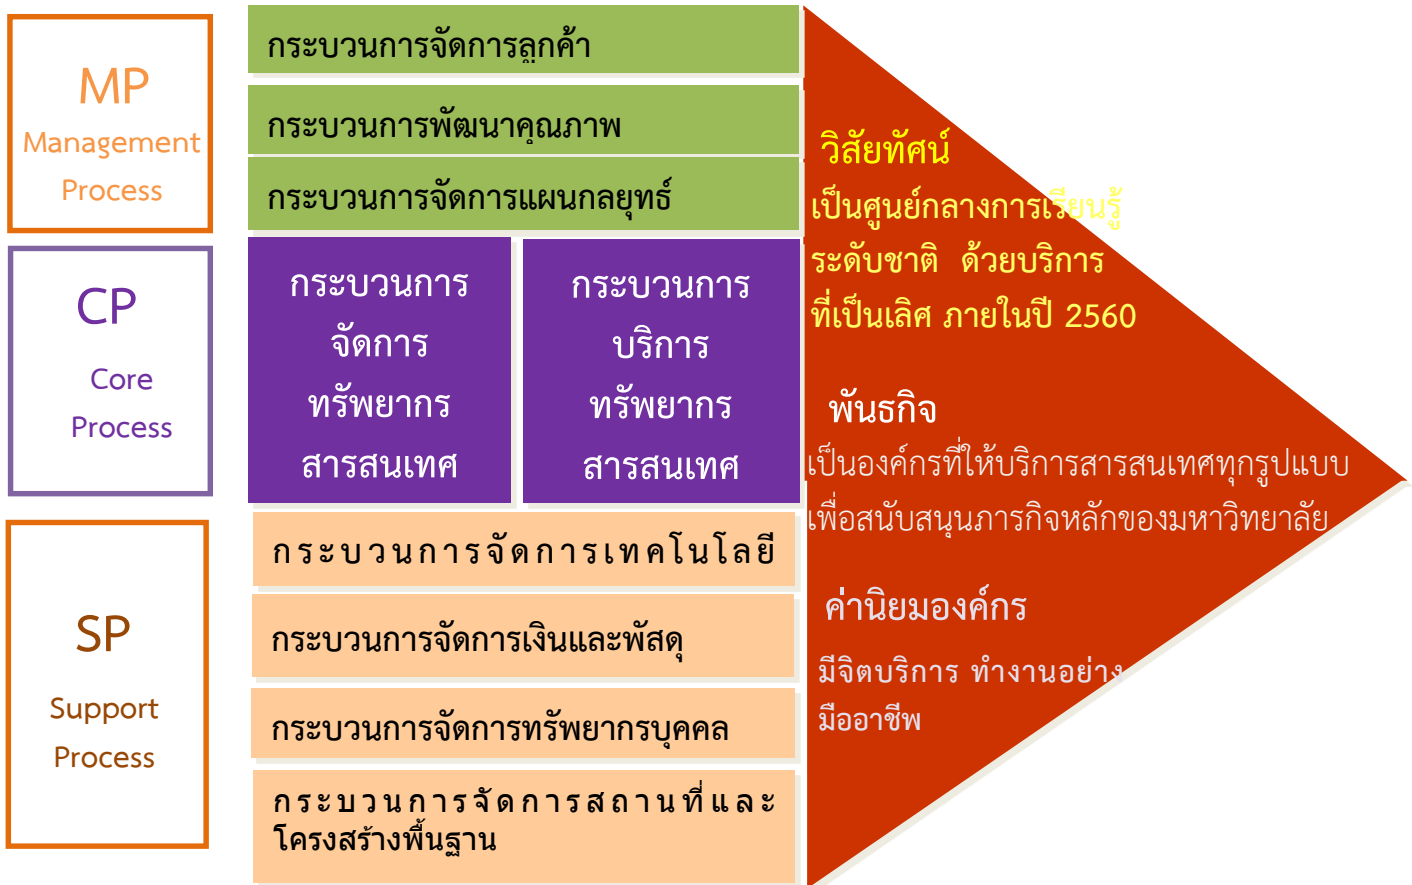 MP
Management
Process
กระบวนการจัดการลูกค้า
กระบวนการพัฒนาคุณภาพ
กระบวนการจัดการแผนกลยุทธ์
CP
Core
Process
กระบวนการ
จัดการ
ทรัพยากร
สารสนเทศ
กระบวนการ
บริการ
ทรัพยากร
สารสนเทศ
SP
Support
Process
กระบวนการจัดการเทคโนโลยี
กระบวนการจัดการเงินและพัสดุ
กระบวนการจัดการทรัพยากรบุคคล
กระบวนการจัดการสถานที่และ
โครงสร้างพื้นฐาน
วิสัยทัศน์
เป็นศูนย์กลางการเรียนรู้
ระดับชาติ ด้วยบริการ
ที่เป็นเลิศ ภายในปี 2560
พันธกิจ
เป็นองค์กรที่ให้บริการสารสนเทศทุกรูปแบบ
เพื่อสนับสนุนภารกิจหลักของมหาวิทยาลัย
ค่านิยมองค์กร
มีจิตบริการ ทำงานอย่าง
มืออาชีพ